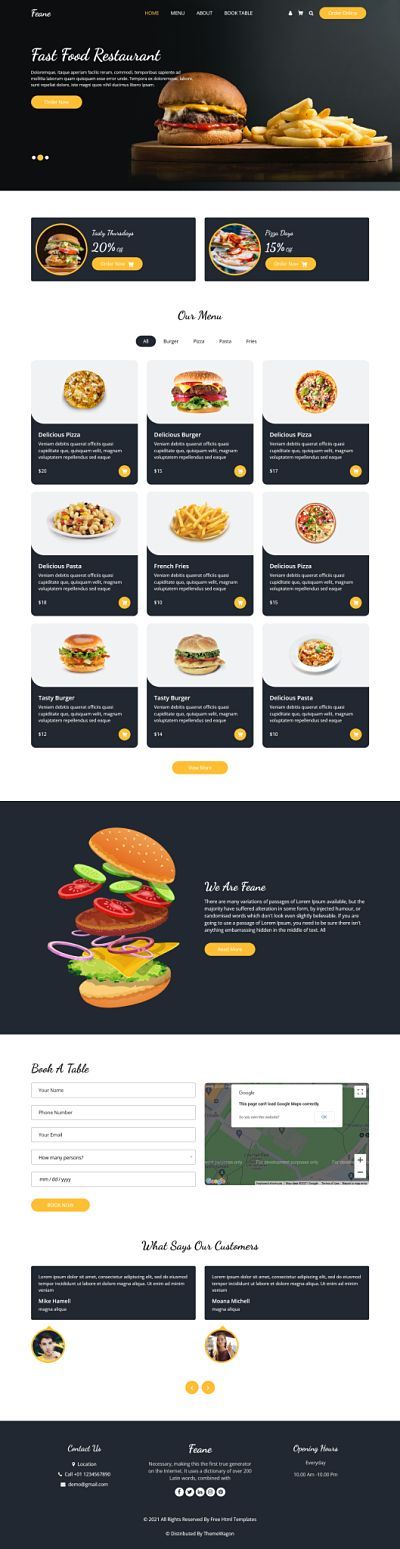 Feane
HOME
MENU
ABOUT
BOOK TABLE
Order Online
Fast Food Restaurant
Doloremque, itaque aperiam facilis rerum, commodi, temporibus sapiente ad
mollitia laborum quam quisquam esse error unde. Tempora ex doloremque, labore,
sunt repellat dolore, iste magni quos nihil ducimus libero ipsam.
Order Now
Tasty Thursdays
20% Off
Order Now
Pizza Days
15% Off
Order Now
Our Menu
All
Burger
Pizza
Pasta
Fries
Delicious Pizza
Veniam debitis quaerat officiis quasi
cupiditate quo, quisquam velit, magnam
voluptatem repellendus sed eaque
$20
Delicious Burger
Veniam debitis quaerat officiis quasi
cupiditate quo, quisquam velit, magnam
voluptatem repellendus sed eaque
$15
Delicious Pizza
Veniam debitis quaerat officiis quasi
cupiditate quo, quisquam velit, magnam
voluptatem repellendus sed eaque
$17
Delicious Pasta
Veniam debitis quaerat officiis quasi
cupiditate quo, quisquam velit, magnam
voluptatem repellendus sed eaque
$18
French Fries
Veniam debitis quaerat officiis quasi
cupiditate quo, quisquam velit, magnam
voluptatem repellendus sed eaque
$10
Delicious Pizza
Veniam debitis quaerat officiis quasi
cupiditate quo, quisquam velit, magnam
voluptatem repellendus sed eaque
$15
Tasty Burger
Veniam debitis quaerat officiis quasi
cupiditate quo, quisquam velit, magnam
voluptatem repellendus sed eaque
$12
Tasty Burger
Veniam debitis quaerat officiis quasi
cupiditate quo, quisquam velit, magnam
voluptatem repellendus sed eaque
$14
Delicious Pasta
Veniam debitis quaerat officiis quasi
cupiditate quo, quisquam velit, magnam
voluptatem repellendus sed eaque
$10
View More
We Are Feane
There are many variations of passages of Lorem Ipsum available, but the
majority have suffered alteration in some form, by injected humour, or
randomised words which don't look even slightly believable. If you are
going to use a passage of Lorem Ipsum, you need to be sure there isn't
anything embarrassing hidden in the middle of text. All
Read More
Book A Table
Your Name
Phone Number
Your Email
How many persons?
mm/dd/yyyy
BOOK NOW
Google
This page can't load Google Maps correctly.
Do you own this website?
OK
For development purposes only
Google
What Says Our Customers
Lorem ipsum dolor sit amet, consectetur adipiscing elit, sed do eiusmod
tempor incididunt ut labore et dolore magna aliqua. Ut enim ad minim
veniam
Mike Hamell
magna aliqua
Lorem ipsum dolor sit amet, consectetur adipiscing elit, sed do eiusmod
tempor incididunt ut labore et dolore magna aliqua. Ut enim ad minim
veniam
Moana Michell
magna aliqua
Contact Us
Location
Call +01 1234567890
demo@gmail.com
Feane
Necessary, making this the first true generator
on the Internet. It uses a dictionary of over 200
Latin words, combined with
Opening Hours
Everyday
10.00 Am -10.00 Pm
© 2021 All Rights Reserved By Free Html Templates
© Distributed By ThemeWagon